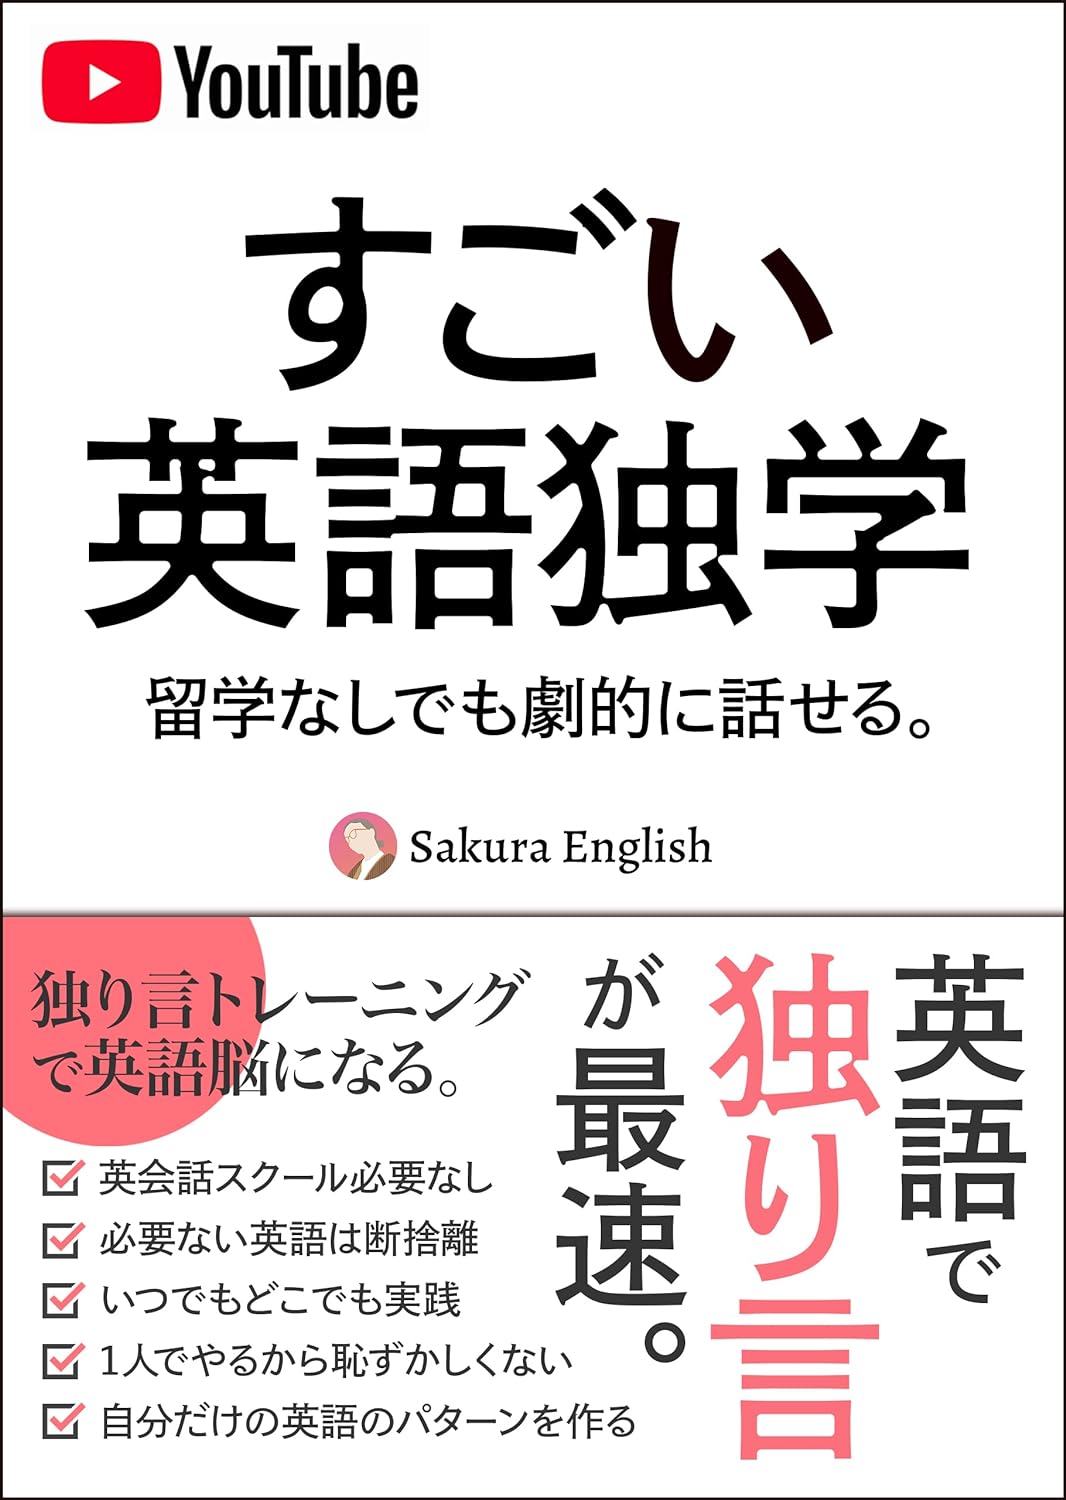 YouTube
すごい
英語独学
留学なしでも劇的に話せる。
Sakura English
英語で
独り言
が最速。
独り言トレーニング
で英語脳になる。
英会話スクール必要なし
必要ない英語は断捨離
いつでもどこでも実践
1人でやるから恥ずかしくない
自分だけの英語のパターンを作る